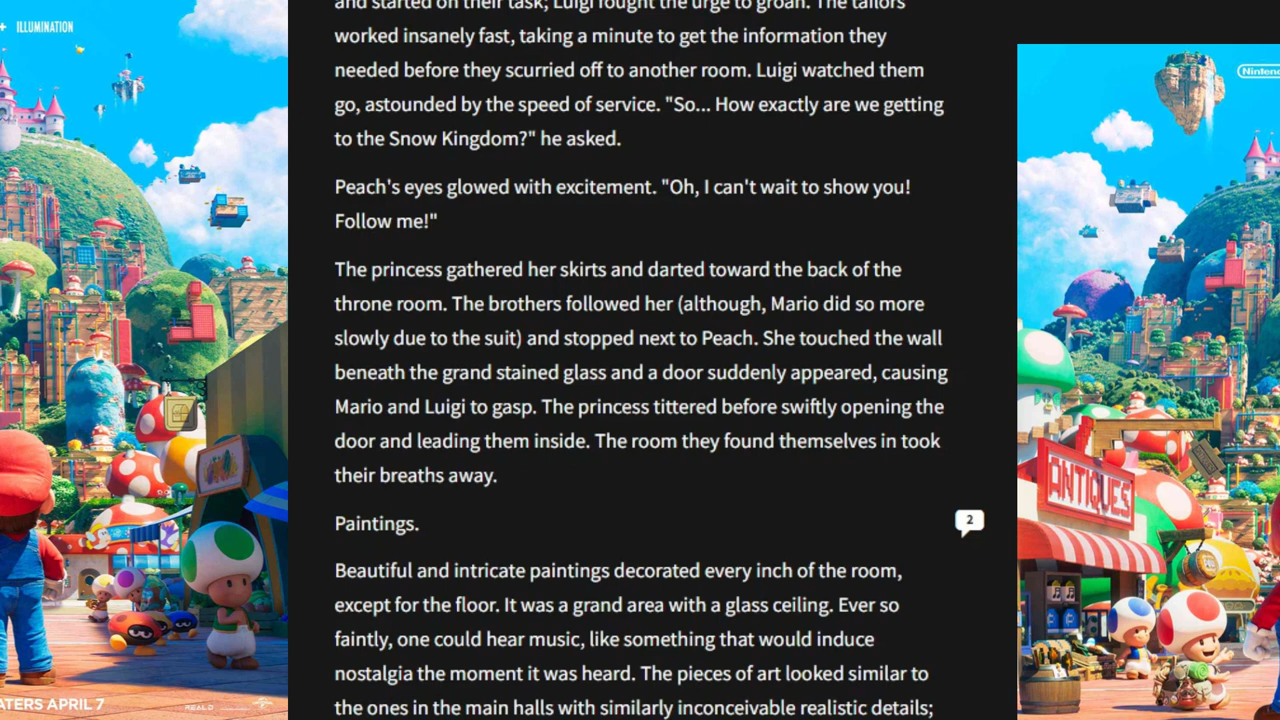 ILLUMINATION
and started on their task; Luigi fought the urge to groan. The tailors
worked insanely fast, taking a minute to get the information they
needed before they scurried off to another room. Luigi watched them
go, astounded by the speed of service. "So... How exactly are we getting
to the Snow Kingdom?" he asked.
Peach's eyes glowed with excitement. "Oh, I can't wait to show you!
Follow me!"
The princess gathered her skirts and darted toward the back of the
throne room. The brothers followed her (although, Mario did so more
slowly due to the suit) and stopped next to Peach. She touched the wall
beneath the grand stained glass and a door suddenly appeared, causing
Mario and Luigi to gasp. The princess tittered before swiftly opening the
door and leading them inside. The room they found themselves in took
their breaths away.
Paintings.
2
Beautiful and intricate paintings decorated every inch of the room,
except for the floor. It was a grand area with a glass ceiling. Ever so
faintly, one could hear music, like something that would induce
nostalgia the moment it was heard. The pieces of art looked similar to
the ones in the main halls with similarly inconceivable realistic details;
ATERS APRIL 7
REALD
Ninten
ANTIQUES